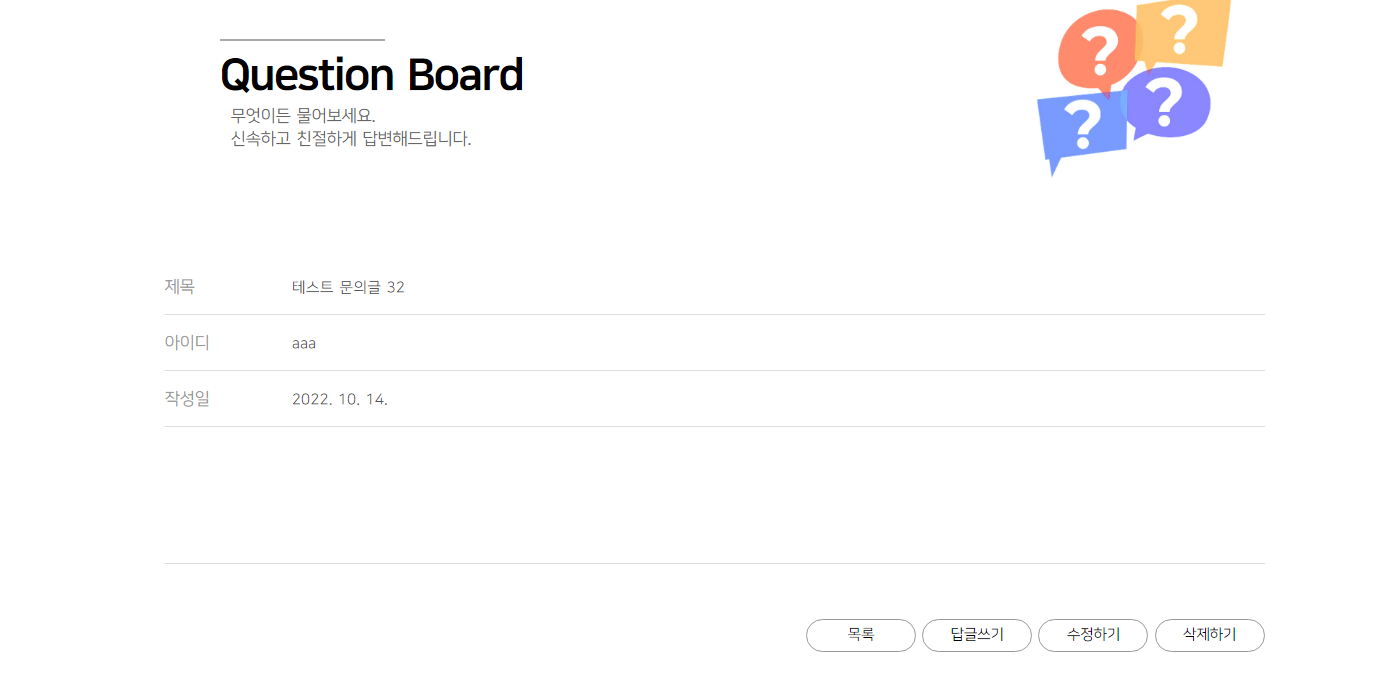 Question Board
무엇이든 물어보세요.
신속하고 친절하게 답변해드립니다.
? ?
? ?
제목 테스트 문의글 32
아이디 aaa
작성일 2022. 10. 14.
목록 답글쓰기 수정하기 삭제하기